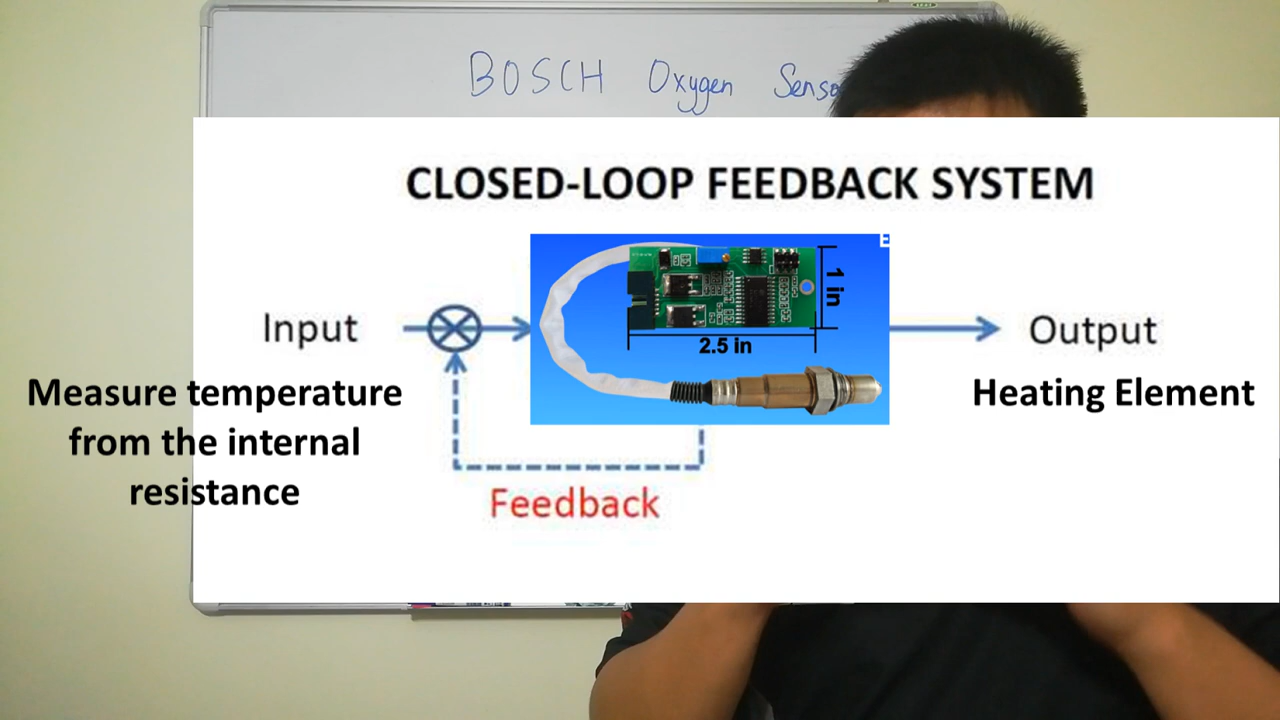 BOSCH Oxygen
CLOSED-LOOP FEEDBACK SYSTEM
E
1 in
2.5 in
Input
Output
Measure temperature
from the internal
resistance
Heating Element
Feedback